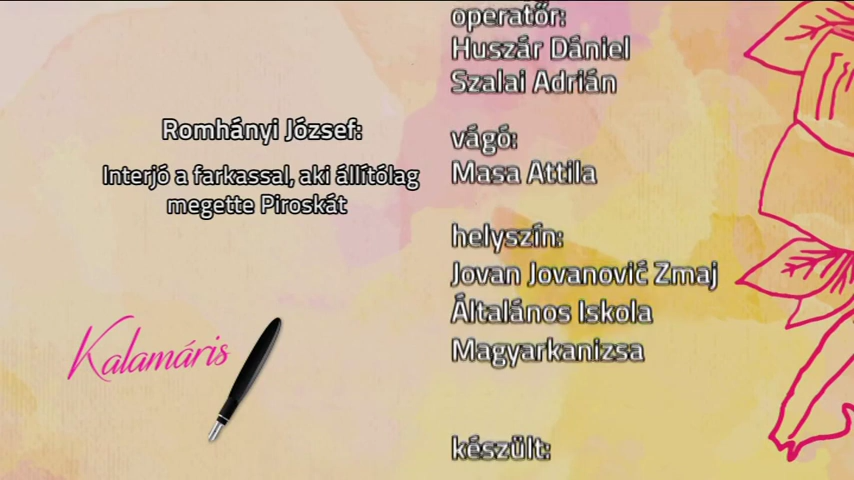 Romhányi József:
Interjó a farkassal, aki állítólag
megette Piroskát
Kalamáris
operatőr:
Huszár Dániel
Szalai Adrián
vágó:
Masa Attila
helyszín:
Jovan Jovanović Zmaj
Általános Iskola
Magyarkanizsa
készült: